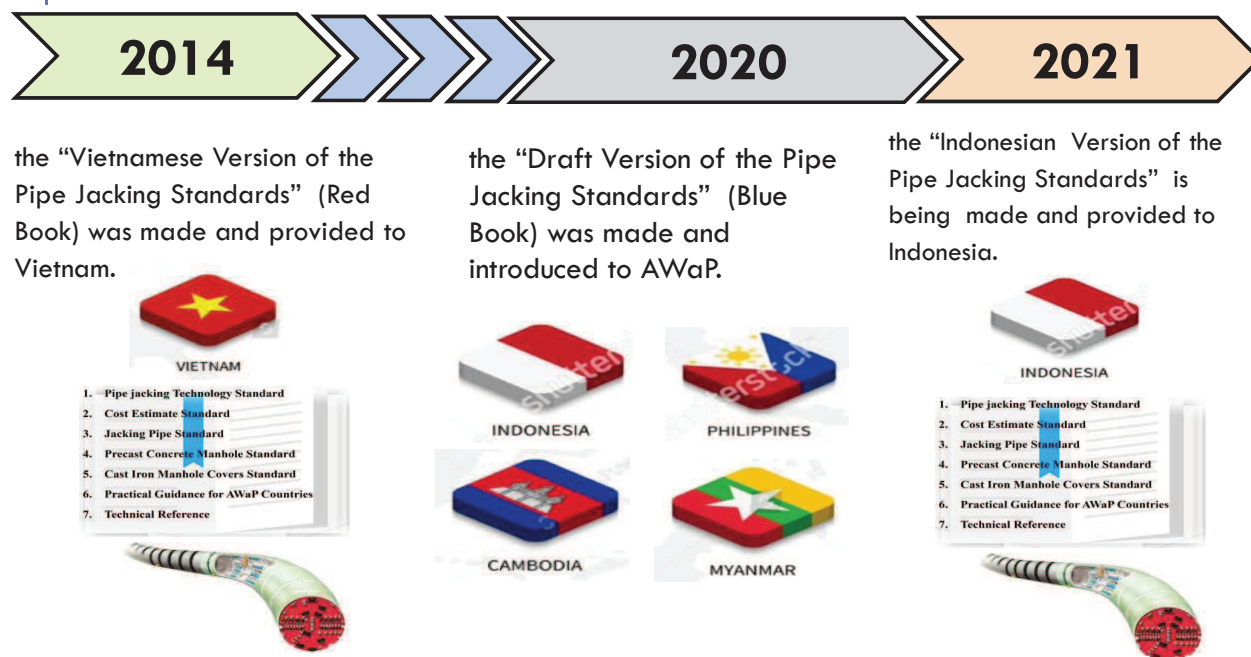 2014
2020
2021
the “Vietnamese Version of the
Pipe Jacking Standards” (Red
Book) was made and provided to
Vietnam.
VIETNAM
1. Pipe jacking Technology Standard
2. Cost Estimate Standard
3. Jacking Pipe Standard
4. Precast Concrete Manhole Standard
5. Cast Iron Manhole Covers Standard
6. Practical Guidance for AWaP Countries
7. Technical Reference
the “Draft Version of the Pipe
Jacking Standards” (Blue
Book) was made and
introduced to AWaP.
INDONESIA
PHILIPPINES
CAMBODIA
MYANMAR
the “Indonesian Version of the
Pipe Jacking Standards” is
being made and provided to
Indonesia.
INDONESIA
1. Pipe jacking Technology Standard
2. Cost Estimate Standard
3. Jacking Pipe Standard
4. Precast Concrete Manhole Standard
5. Cast Iron Manhole Covers Standard
6. Practical Guidance for AWaP Countries
7. Technical Reference